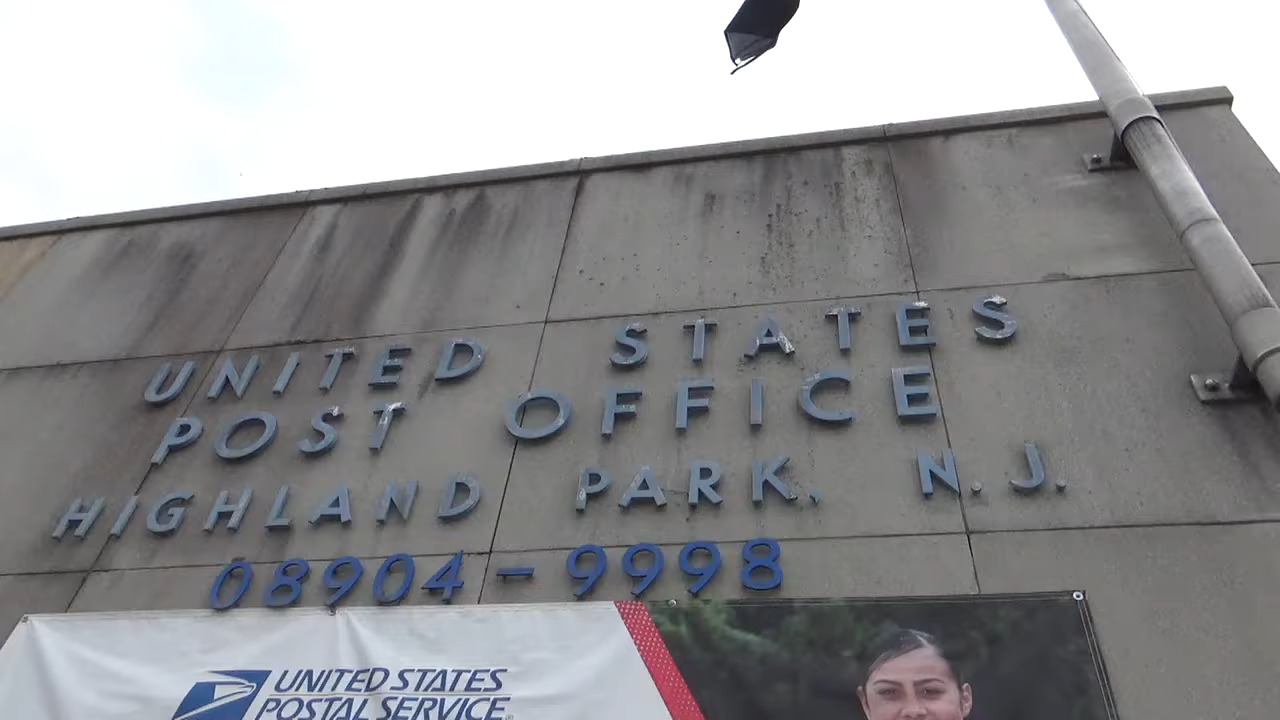 UNITED STATES
POST OFFICE
HIGHLAND PARK, N.J.
08904-9998
UNITED STATES
POSTAL SERVICE